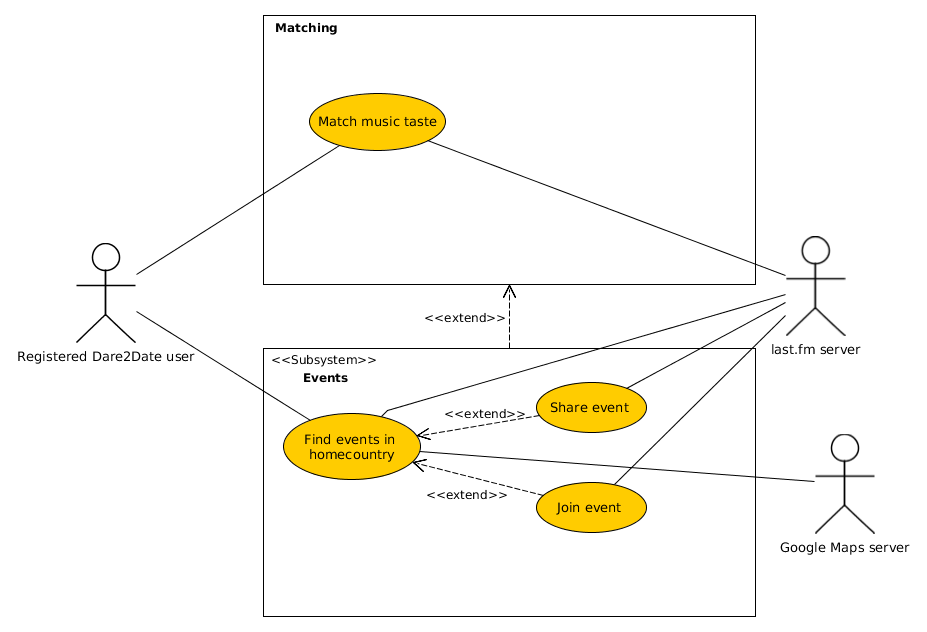 Matching
Match music taste
Registered Dare2Date user
last.fm server
<<extend>>
<<Subsystem>>
Events
Share event
<<extend>>
Find events in
homecountry
<<extend>>
Join event
Google Maps server